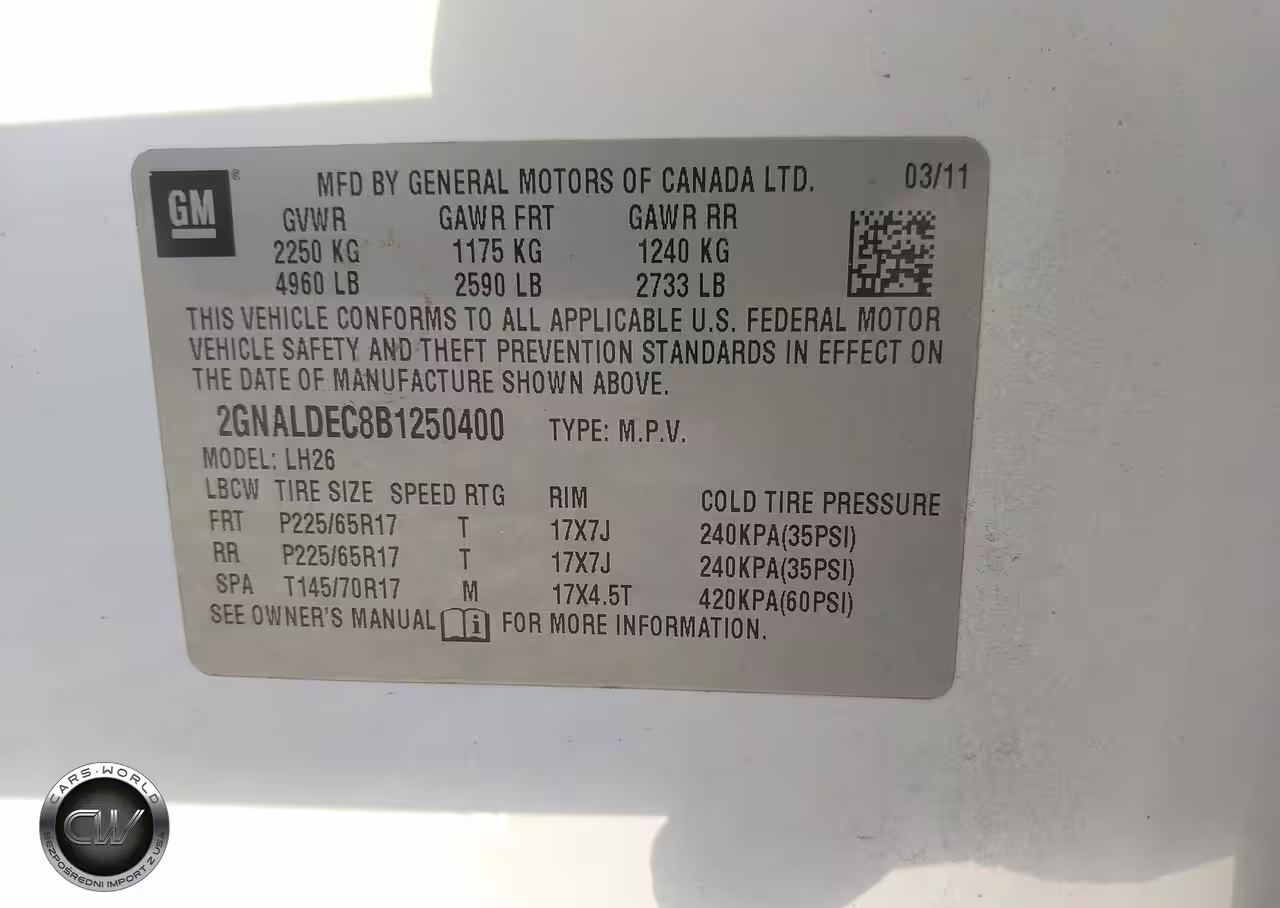 GM®
MFD BY GENERAL MOTORS OF CANADA LTD. 03/11
GVWR GAWR FRT GAWR RR
2250 KG 1175 KG 1240 KG
4960 LB 2590 LB 2733 LB
THIS VEHICLE CONFORMS TO ALL APPLICABLE U.S. FEDERAL MOTOR
VEHICLE SAFETY AND THEFT PREVENTION STANDARDS IN EFFECT ON
THE DATE OF MANUFACTURE SHOWN ABOVE.
2GNALDEC8B1250400 TYPE: M.P.V.
MODEL: LH26
LBCW TIRE SIZE SPEED RTG RIM COLD TIRE PRESSURE
FRT P225/65R17 T 17X7J 240KPA(35PSI)
RR P225/65R17 T 17X7J 240KPA(35PSI)
SPA T145/70R17 M 17X4.5T 420KPA(60PSI)
SEE OWNER'S MANUAL i FOR MORE INFORMATION.
CARS-WORLD
CW
BEZPOŚREDNI IMPORT Z USA